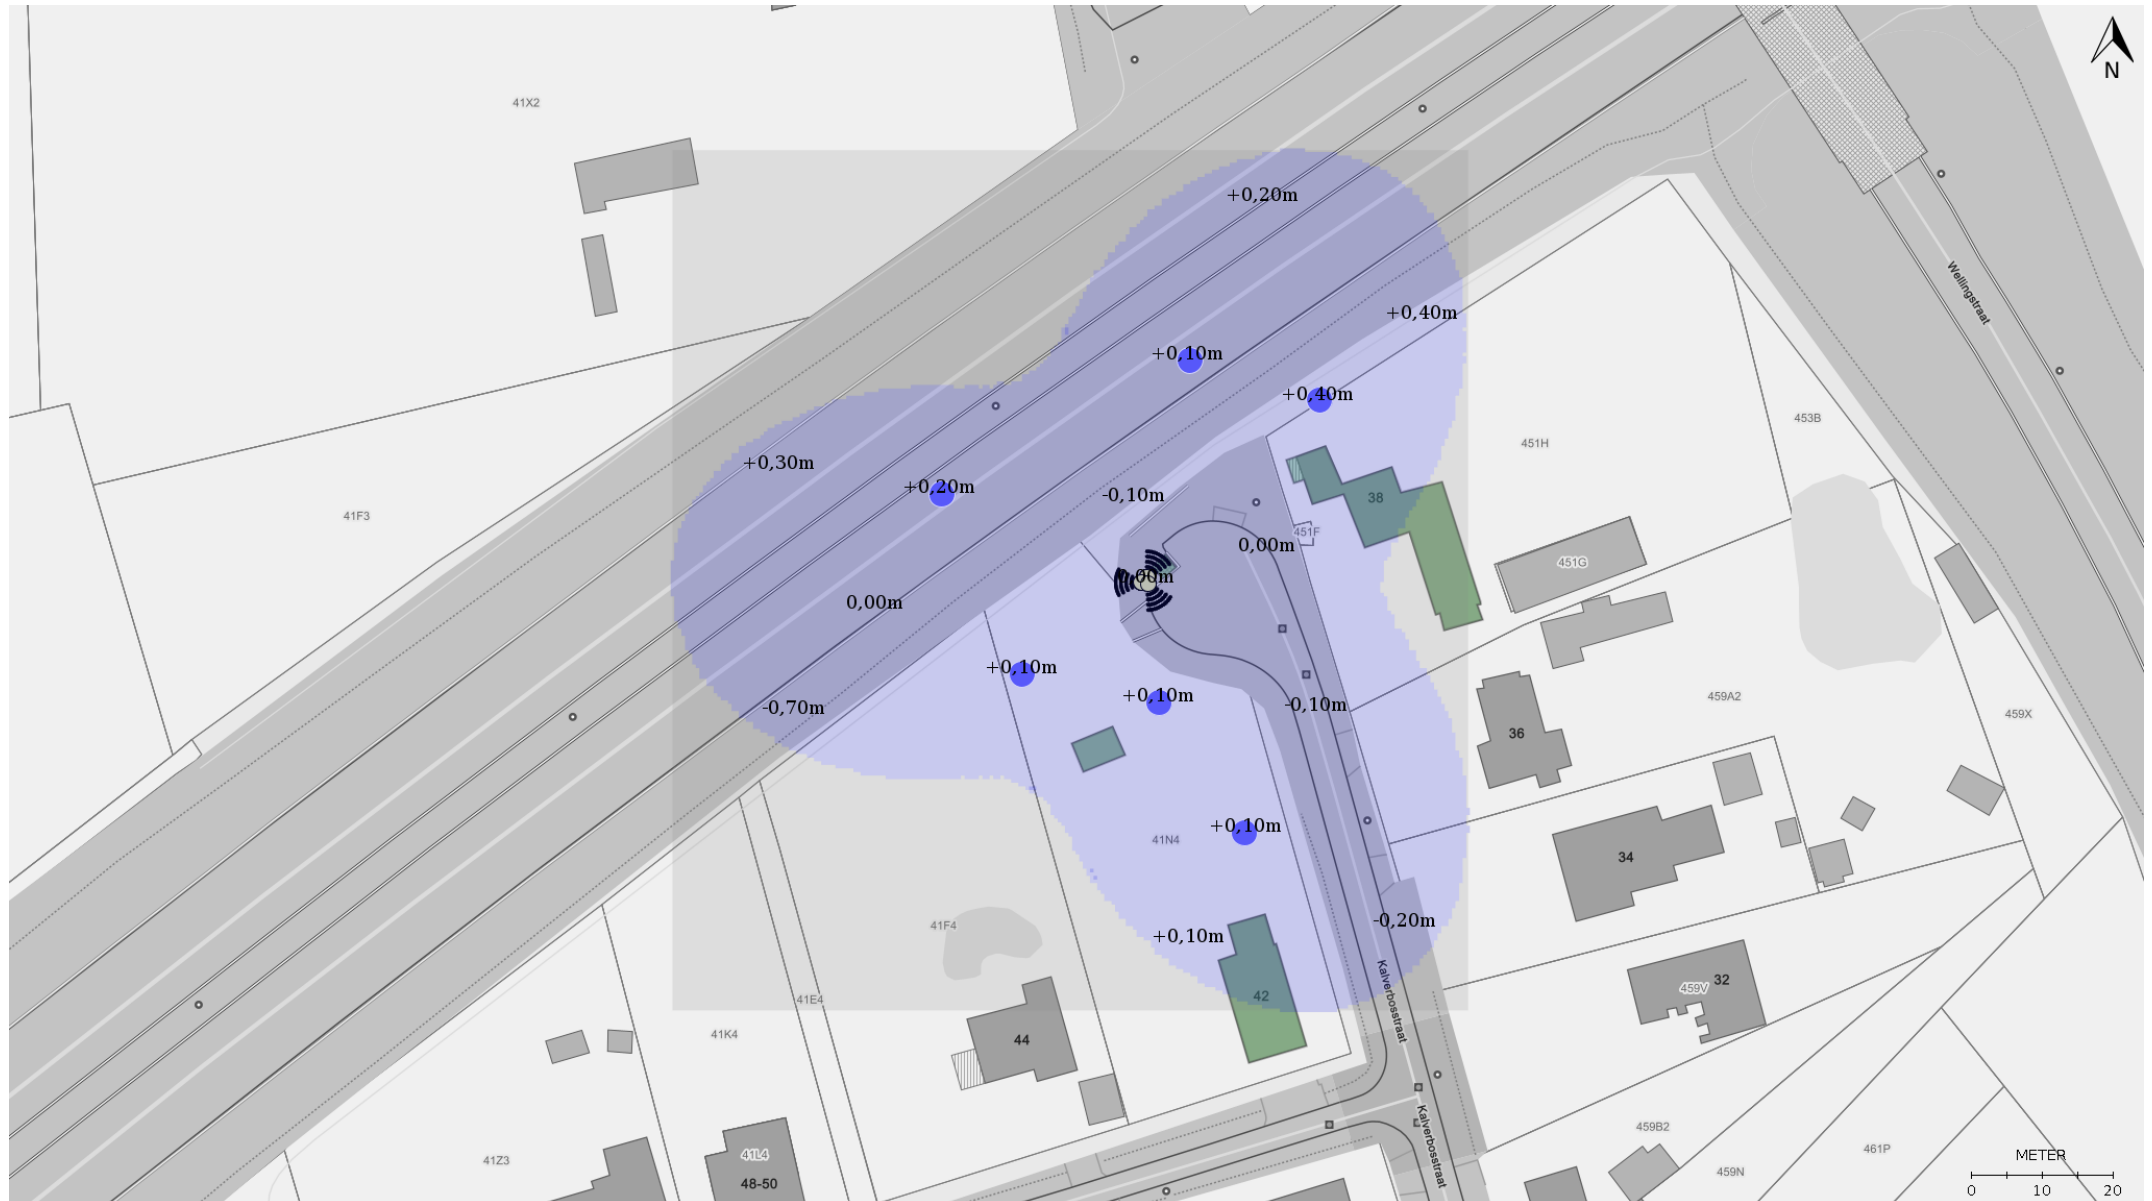 N
41X2
+0,20m
Wellingstraat
+0,40m
+0,10m
+0,40m
453B
451H
+0,30m
+0,20m
-0,10m
38
41F3
451F
0,00m
451G
0,00m
+0,10m
+0,10m
-0,70m
-0,10m
459A2
459X
36
+0,10m
41N4
34
41F4
+0,10m
-0,20m
42
Kalverbosstraat
459V
32
41E4
41K4
44
Kalverbosstraat
41Z3
41L4
48-50
459B2
461P
459N
METER
0 10 20